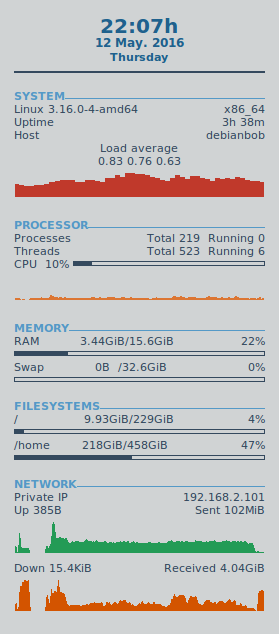 22:07h
12 May. 2016
Thursday
SYSTEM
Linux 3.16.0-4-amd64 x86_64
Uptime 3h 38m
Host debianbob
Load average
0.83 0.76 0.63
PROCESSOR
Processes Total 219 Running 0
Threads Total 523 Running 6
CPU 10%
MEMORY
RAM 3.44GiB/15.6GiB 22%
Swap 0B /32.6GiB 0%
FILESYSTEMS
/ 9.93GiB/229GiB 4%
/home 218GiB/458GiB 47%
NETWORK
Private IP 192.168.2.101
Up 385B Sent 102MiB
Down 15.4KiB Received 4.04GiB